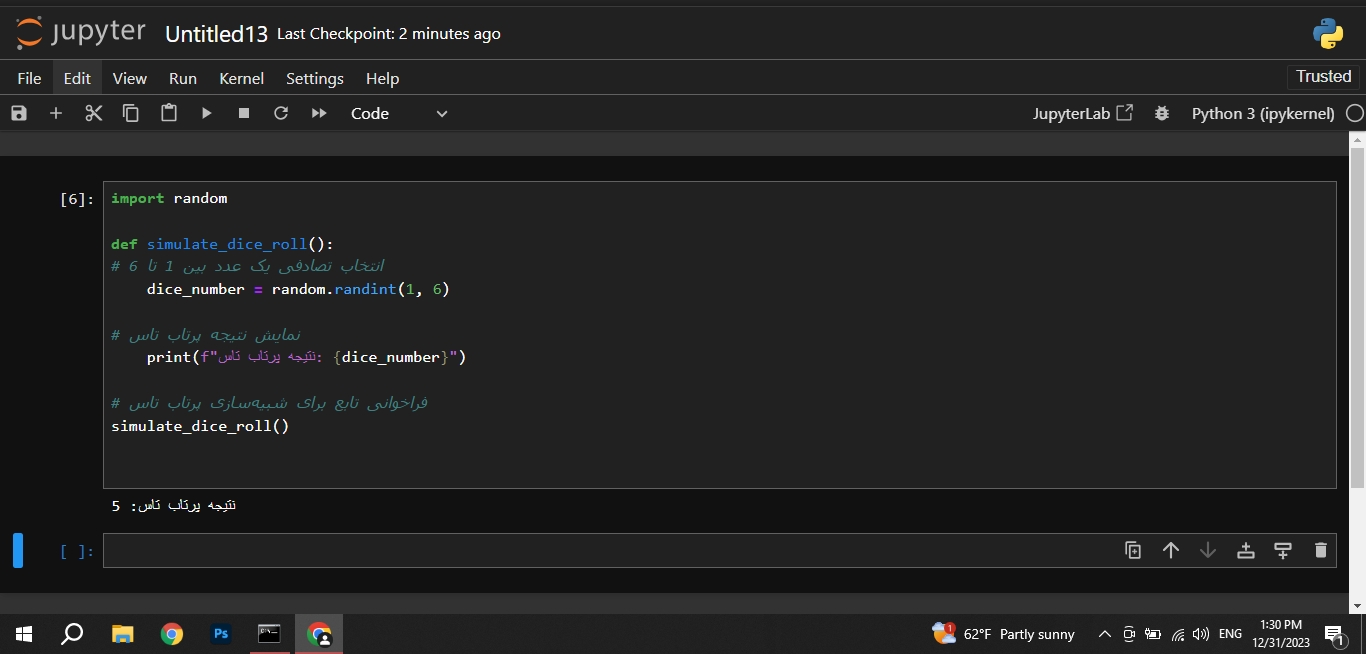 jupyter Untitled13 Last Checkpoint: 2 minutes ago
File Edit View Run Kernel Settings Help Trusted
Code JupyterLab Python 3 (ipykernel)
[6]: import random
def simulate_dice_roll():
# انتخاب تصادفی یک عدد بین 1 تا 6
dice_number = random.randint(1, 6)
# نمایش نتیجه پرتاب تاس
print(f"نتیجه پرتاب تاس: {dice_number}")
# فراخوانی تابع برای شبیه‌سازی پرتاب تاس
simulate_dice_roll()
نتیجه پرتاب تاس: 5
[ ]:
Ps 1 62°F Partly sunny ENG 1:30 PM
12/31/2023 1